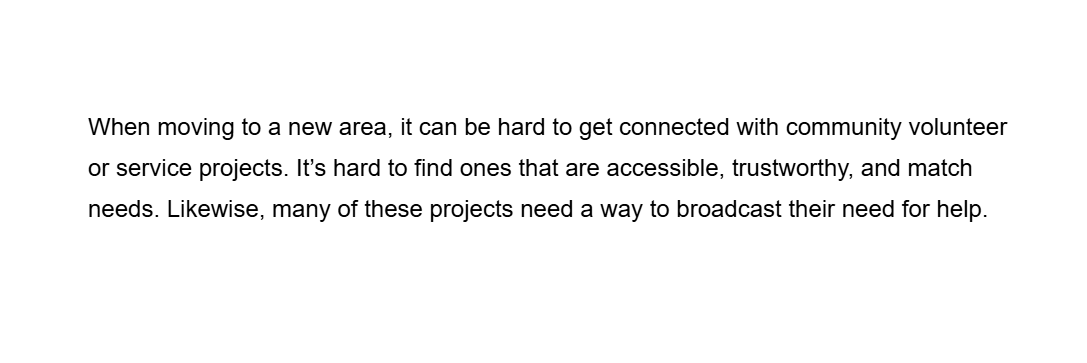 When moving to a new area, it can be hard to get connected with community volunteer
or service projects. It’s hard to find ones that are accessible, trustworthy, and match
needs. Likewise, many of these projects need a way to broadcast their need for help.